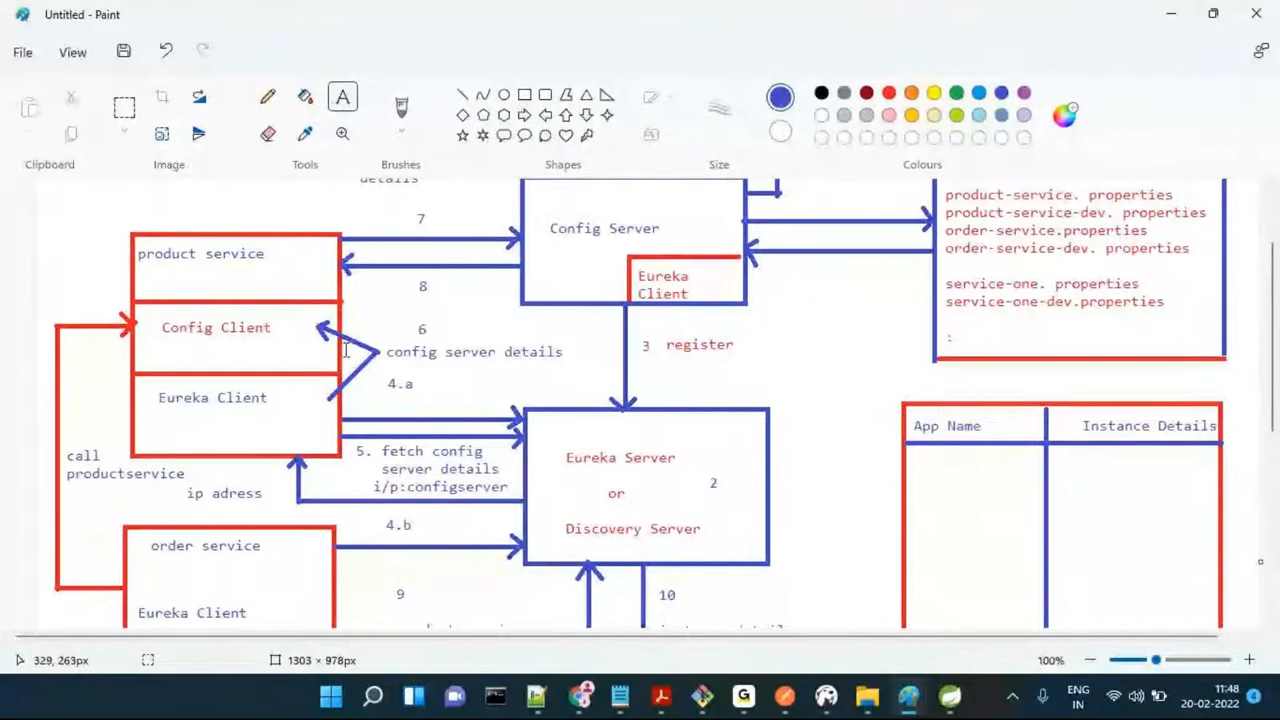 Untitled - Paint
File
View
Clipboard
Image
Tools
Brushes
Shapes
Size
Colours
A
details
7
Config Server
Eureka
Client
product-service. properties
product-service-dev. properties
order-service.properties
order-service-dev. properties
service-one. properties
service-one-dev.properties
:
product service
8
6
Config Client
config server details
3 register
4.a
Eureka Client
App Name
Instance Details
call
productservice
ip adress
5. fetch config
server details
i/p:configserver
Eureka Server
or
2
Discovery Server
4.b
order service
9
10
Eureka Client
329, 263px
1303 × 978px
100%
ENG
IN
11:48
20-02-2022
4
G